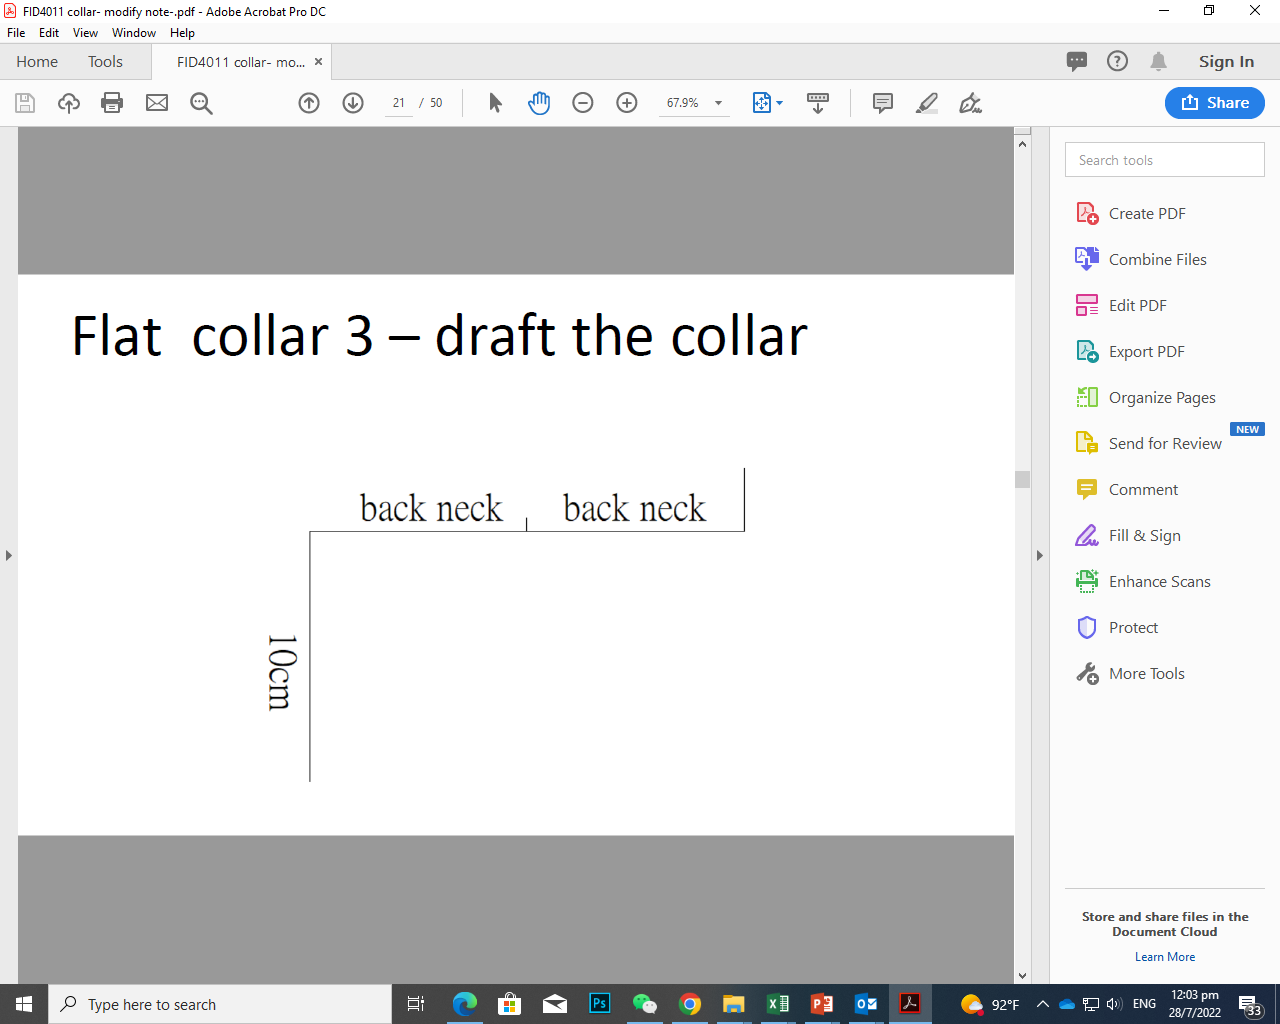 FID4011 collar- modify note-.pdf - Adobe Acrobat Pro DC
File Edit View Window Help
Home Tools FID4011 collar- mo... × Sign In
21 / 50 67.9% Share
Search tools
Create PDF
Combine Files
Edit PDF
Export PDF
Organize Pages
Send for Review NEW
Comment
Fill & Sign
Enhance Scans
Protect
More Tools
Store and share files in the
Document Cloud
Learn More
Flat collar 3 – draft the collar
back neck back neck
10cm
Type here to search
Ps
92°F ENG 12:03 pm
28/7/2022 33